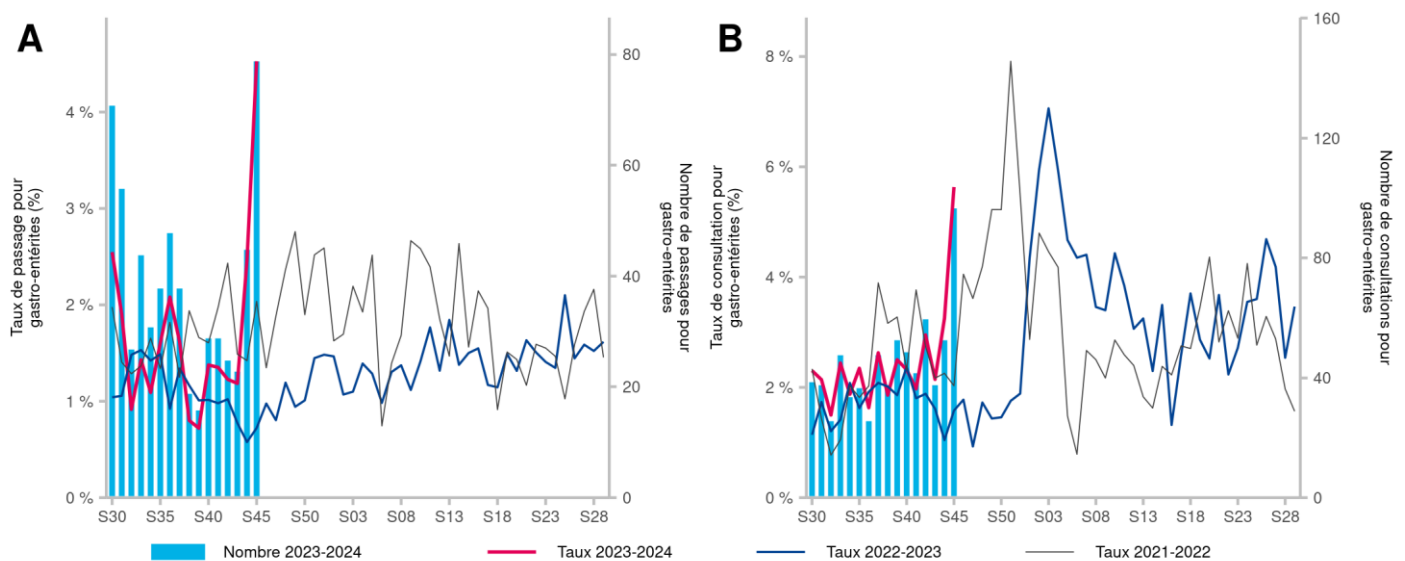 A
Taux de passage pour
gastro-entérites (%)
4 %
3 %
2 %
1 %
0 %
80
60
40
20
0
Nombre de passages pour
gastro-entérites
S30 S35 S40 S45 S50 S03 S08 S13 S18 S23 S28
B
Taux de consultation pour
gastro-entérites (%)
8 %
6 %
4 %
2 %
0 %
160
120
80
40
0
Nombre de consultations pour
gastro-entérites
S30 S35 S40 S45 S50 S03 S08 S13 S18 S23 S28
Nombre 2023-2024 Taux 2023-2024 Taux 2022-2023 Taux 2021-2022